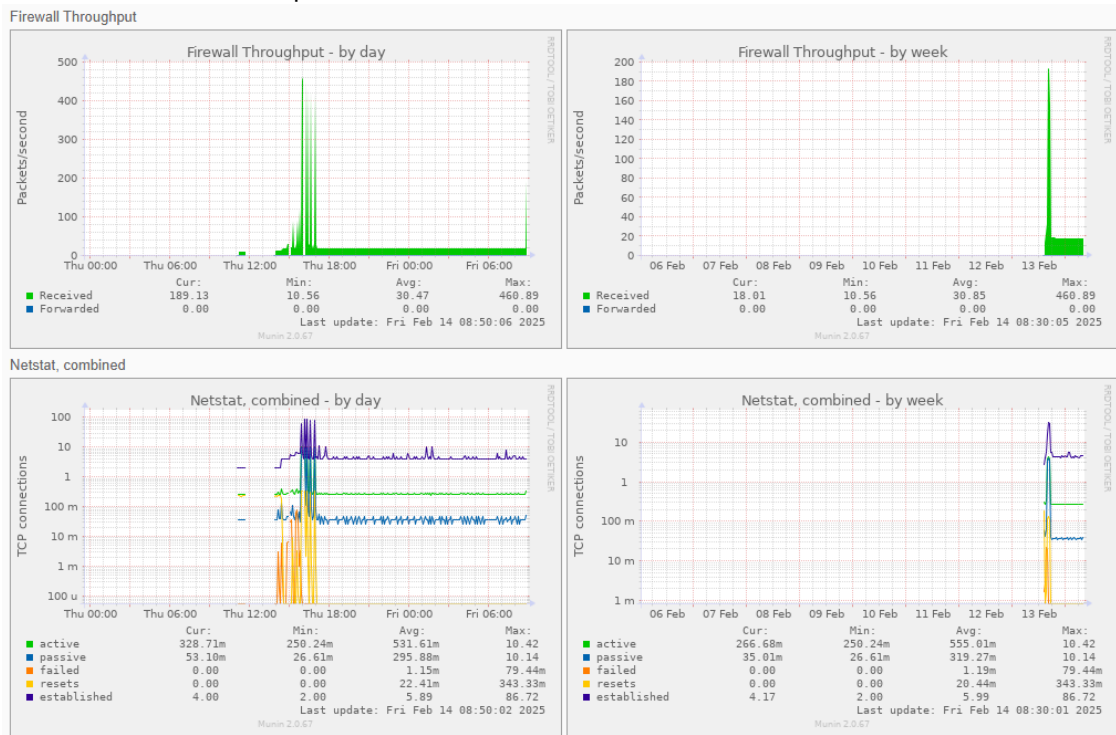 Firewall Throughput
Firewall Throughput - by day
RRDTOOL / TOBI OETIKER
Packets/second
500
400
300
200
100
0
Thu 00:00 Thu 06:00 Thu 12:00 Thu 18:00 Fri 00:00 Fri 06:00
Cur: Min: Avg: Max:
Received 189.13 10.56 30.47 460.89
Forwarded 0.00 0.00 0.00 0.00
Last update: Fri Feb 14 08:50:06 2025
Munin 2.0.67
Firewall Throughput - by week
RRDTOOL / TOBI OETIKER
Packets/second
200
180
160
140
120
100
80
60
40
20
0
06 Feb 07 Feb 08 Feb 09 Feb 10 Feb 11 Feb 12 Feb 13 Feb
Cur: Min: Avg: Max:
Received 18.01 10.56 30.85 460.89
Forwarded 0.00 0.00 0.00 0.00
Last update: Fri Feb 14 08:30:05 2025
Munin 2.0.67
Netstat, combined
Netstat, combined - by day
RRDTOOL / TOBI OETIKER
TCP connections
100
10
1
100 m
10 m
1 m
100 u
Thu 00:00 Thu 06:00 Thu 12:00 Thu 18:00 Fri 00:00 Fri 06:00
Cur: Min: Avg: Max:
active 328.71m 250.24m 531.61m 10.42
passive 53.10m 26.61m 295.88m 10.14
failed 0.00 0.00 1.15m 79.44m
resets 0.00 0.00 22.41m 343.33m
established 4.00 2.00 5.89 86.72
Last update: Fri Feb 14 08:50:02 2025
Munin 2.0.67
Netstat, combined - by week
RRDTOOL / TOBI OETIKER
TCP connections
10
1
100 m
10 m
1 m
06 Feb 07 Feb 08 Feb 09 Feb 10 Feb 11 Feb 12 Feb 13 Feb
Cur: Min: Avg: Max:
active 266.68m 250.24m 555.01m 10.42
passive 35.01m 26.61m 319.27m 10.14
failed 0.00 0.00 1.19m 79.44m
resets 0.00 0.00 20.44m 343.33m
established 4.17 2.00 5.99 86.72
Last update: Fri Feb 14 08:30:01 2025
Munin 2.0.67